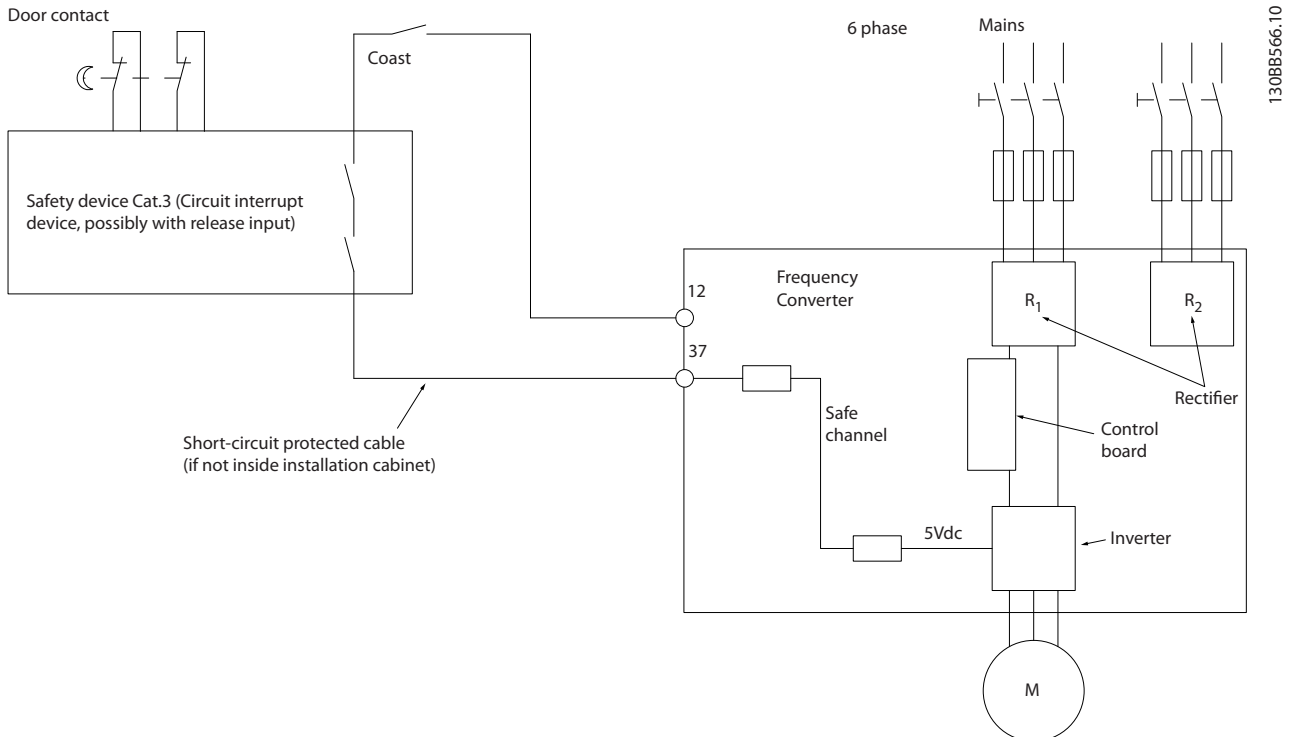 Door contact
Coast
6 phase
Mains
130BB566.10
Safety device Cat.3 (Circuit interrupt
device, possibly with release input)
12
Frequency
Converter
R1
R2
37
Rectifier
Safe
channel
Control
board
Short-circuit protected cable
(if not inside installation cabinet)
5Vdc
Inverter
M